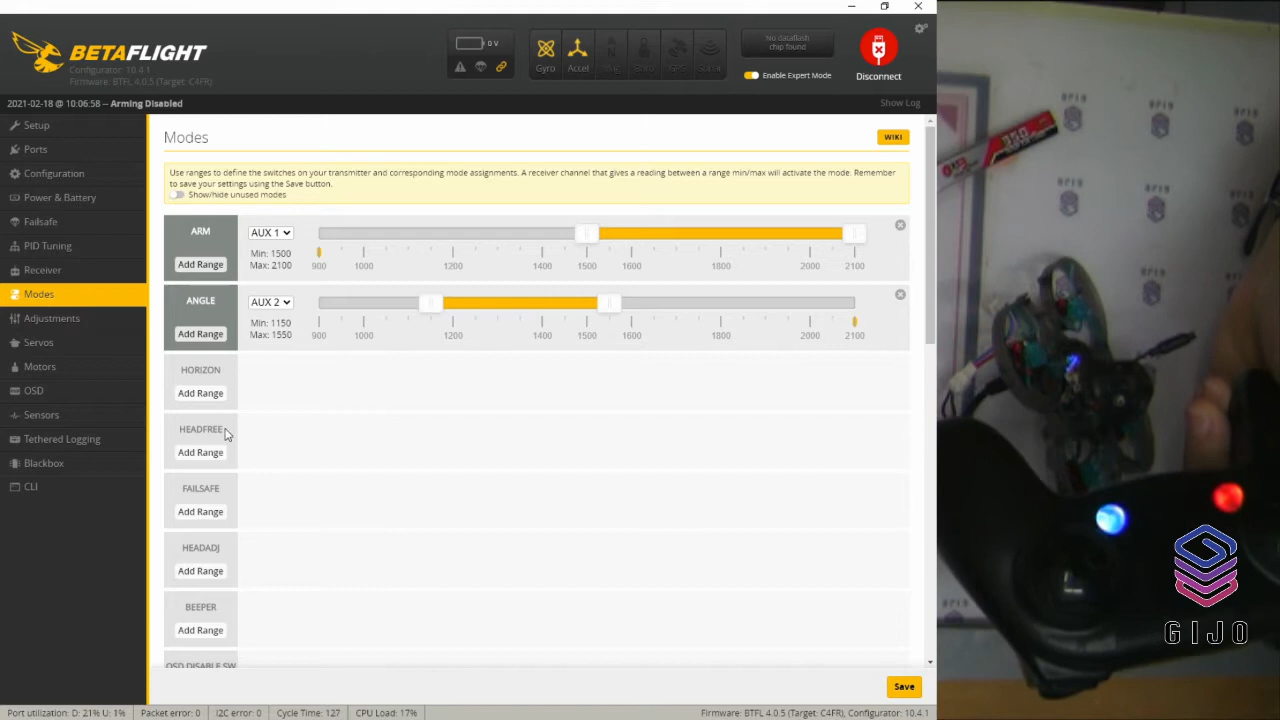 BETAFLIGHT
Configurator: 10.4.1
Firmware: BTFL 4.0.5 (Target: C4FR)
0 V
Gyro
Accel
No dataflash
chip found
Enable Expert Mode
Disconnect
2021-02-18 @ 10:06:58 -- Arming Disabled
Show Log
Setup
Ports
Configuration
Power & Battery
Failsafe
PID Tuning
Receiver
Modes
Adjustments
Servos
Motors
OSD
Sensors
Tethered Logging
Blackbox
CLI
Modes
WIKI
Use ranges to define the switches on your transmitter and corresponding mode assignments. A receiver channel that gives a reading between a range min/max will activate the mode. Remember
to save your settings using the Save button.
Show/hide unused modes
ARM
Add Range
AUX 1
Min: 1500
Max: 2100
900 1000 1200 1400 1500 1600 1800 2000 2100
ANGLE
Add Range
AUX 2
Min: 1150
Max: 1550
900 1000 1200 1400 1500 1600 1800 2000 2100
HORIZON
Add Range
HEADFREE
Add Range
FAILSAFE
Add Range
HEADADJ
Add Range
BEEPER
Add Range
OSD DISABLE SW
Save
Port utilization: D: 21% U: 1%
Packet error: 0
I2C error: 0
Cycle Time: 127
CPU Load: 17%
Firmware: BTFL 4.0.5 (Target: C4FR), Configurator: 10.4.1
GIJO